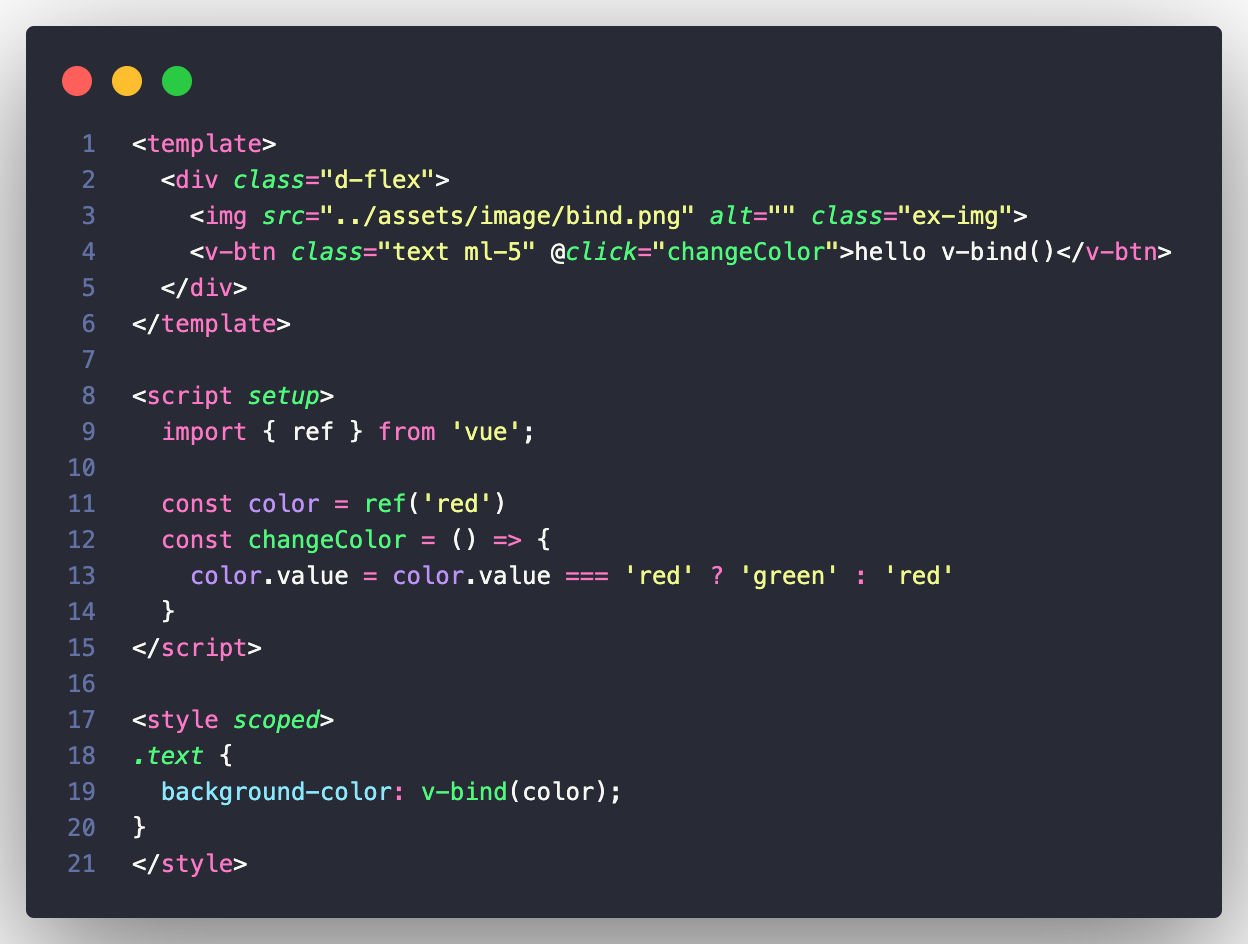 1 <template>
2   <div class="d-flex">
3     <img src="../assets/image/bind.png" alt="" class="ex-img">
4     <v-btn class="text ml-5" @click="changeColor">hello v-bind()</v-btn>
5   </div>
6 </template>
7
8 <script setup>
9   import { ref } from 'vue';
10
11   const color = ref('red')
12   const changeColor = () => {
13     color.value = color.value === 'red' ? 'green' : 'red'
14   }
15 </script>
16
17 <style scoped>
18 .text {
19   background-color: v-bind(color);
20 }
21 </style>